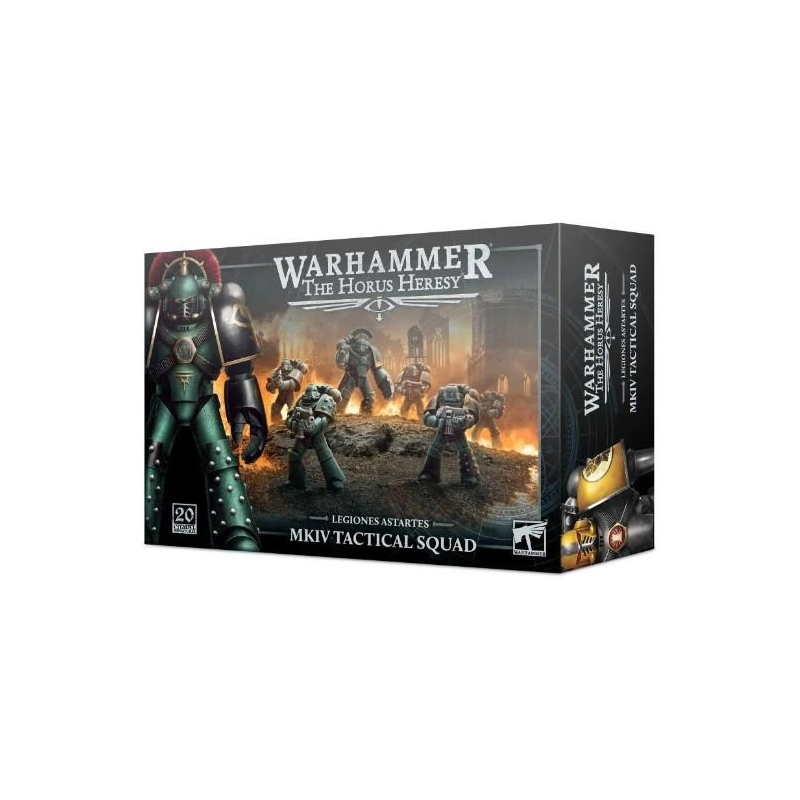 WARHAMMER
THE HORUS HERESY
LEGIONES ASTARTES
MKIV TACTICAL SQUAD
20
WARHAMMER
WARHAMMER
THE HORUS HERESY
LEGIONES ASTARTES
MKIV TACTICAL SQUAD